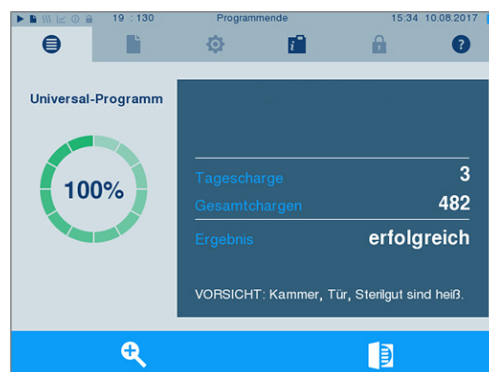 19 : 130 Programmende 15:34 10.08.2017
Universal-Programm
100%
Tagescharge 3
Gesamtchargen 482
Ergebnis erfolgreich
VORSICHT: Kammer, Tür, Sterilgut sind heiß.